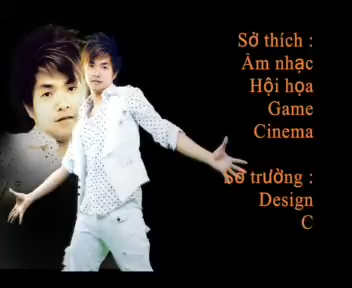 Sở thích :
Âm nhạc
Hội họa
Game
Cinema
Sở trường :
Design
C